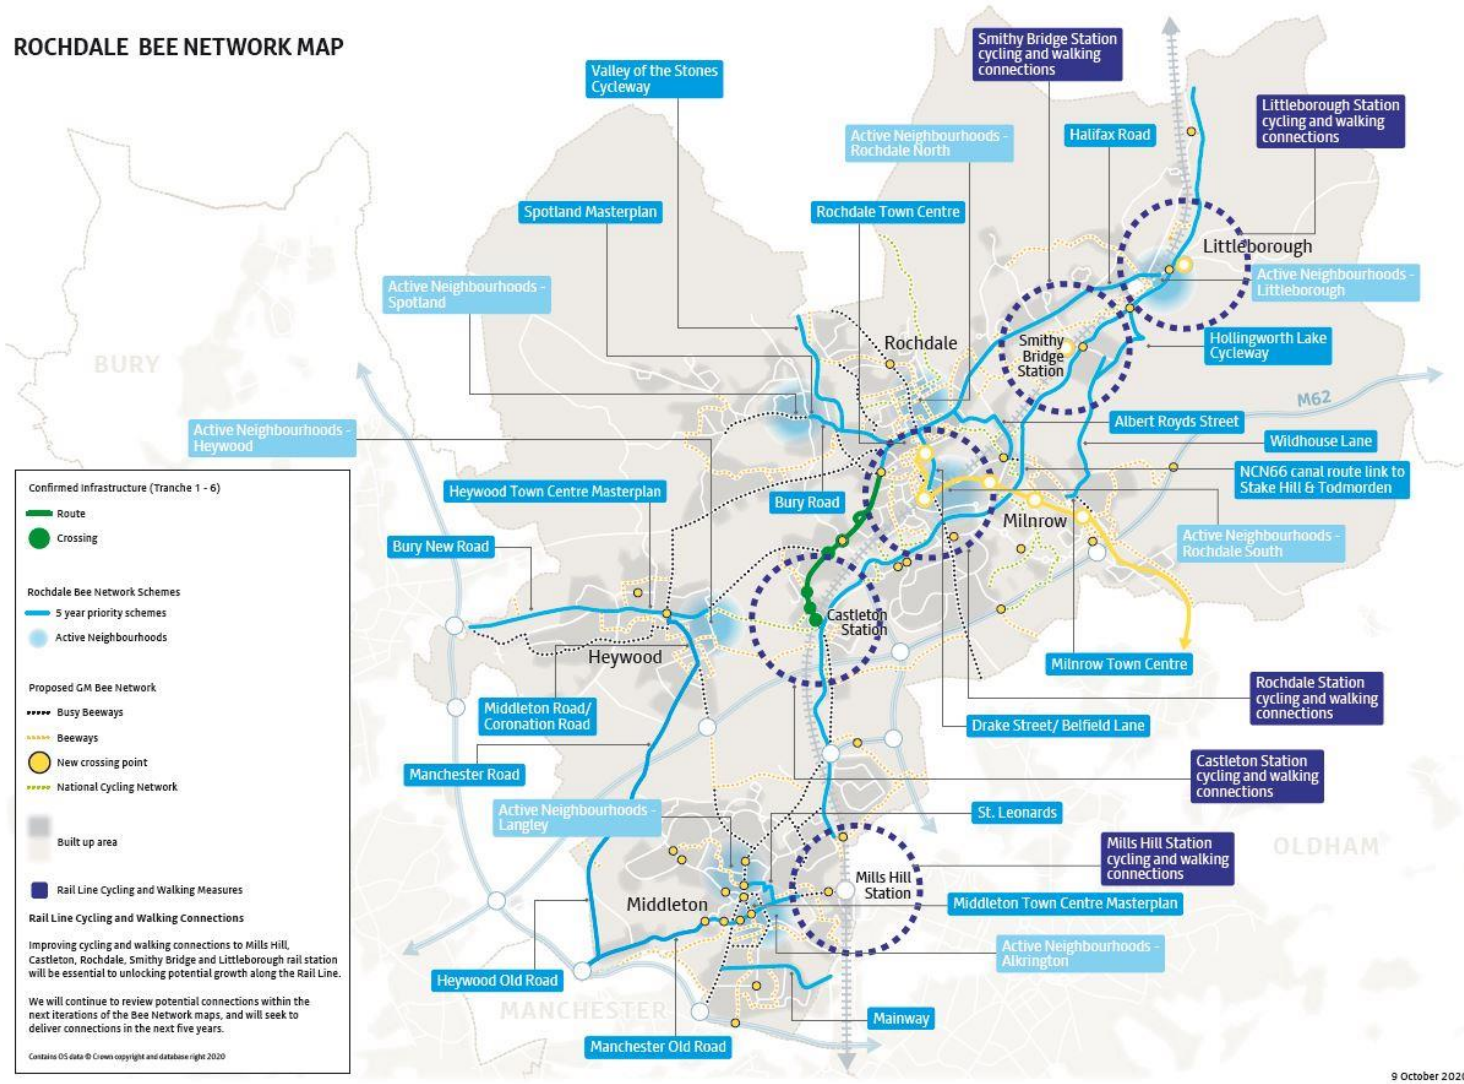 ROCHDALE BEE NETWORK MAP
Smithy Bridge Station
cycling and walking
connections
Valley of the Stones
Cycleway
Littleborough Station
cycling and walking
connections
Active Neighbourhoods -
Rochdale North
Halifax Road
Spotland Masterplan
Rochdale Town Centre
Littleborough
Active Neighbourhoods -
Spotland
Active Neighbourhoods -
Littleborough
Rochdale
Smithy
Bridge
Station
Hollingworth Lake
Cycleway
BURY
M62
Active Neighbourhoods -
Heywood
Albert Royds Street
Wildhouse Lane
NCN66 canal route link to
Stake Hill & Todmorden
Heywood Town Centre Masterplan
Bury Road
Milnrow
Bury New Road
Active Neighbourhoods -
Rochdale South
Castleton
Station
Heywood
Milnrow Town Centre
Rochdale Station
cycling and walking
connections
Middleton Road/
Coronation Road
Drake Street/ Belfield Lane
Manchester Road
Castleton Station
cycling and walking
connections
Active Neighbourhoods -
Langley
St. Leonards
Mills Hill Station
cycling and walking
connections
OLDHAM
Mills Hill
Station
Middleton
Middleton Town Centre Masterplan
Active Neighbourhoods -
Alkrington
Heywood Old Road
MANCHESTER
Mainway
Manchester Old Road
Confirmed Infrastructure (Tranche 1 - 6)
Route
Crossing
Rochdale Bee Network Schemes
5 year priority schemes
Active Neighbourhoods
Proposed GM Bee Network
Busy Beeways
Beeways
New crossing point
National Cycling Network
Built up area
Rail Line Cycling and Walking Measures
Rail Line Cycling and Walking Connections
Improving cycling and walking connections to Mills Hill,
Castleton, Rochdale, Smithy Bridge and Littleborough rail station
will be essential to unlocking potential growth along the Rail Line.
We will continue to review potential connections within the
next iterations of the Bee Network maps, and will seek to
deliver connections in the next five years.
Contains OS data © Crown copyright and database right 2020
9 October 2020